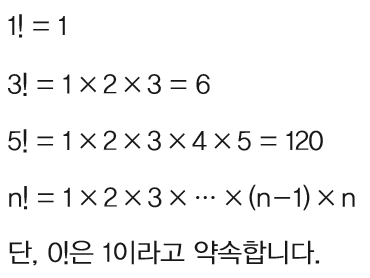 1! = 1
3! = 1 × 2 × 3 = 6
5! = 1 × 2 × 3 × 4 × 5 = 120
n! = 1 × 2 × 3 × ··· × (n−1) × n
단, 0!은 1이라고 약속합니다.